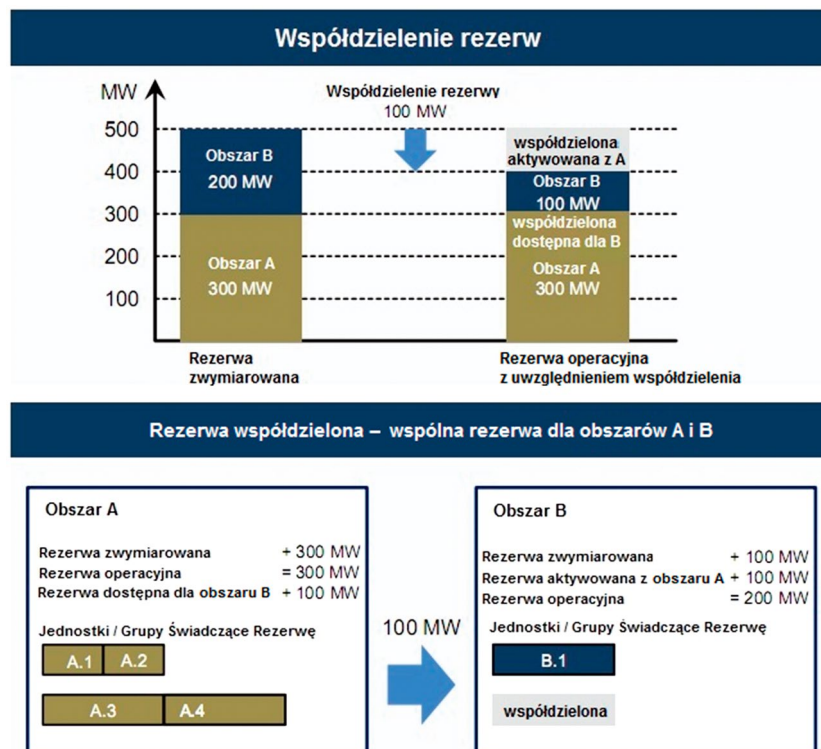 Współdzielenie rezerw
MW
Współdzielenie rezerwy
100 MW
500
400
300
200
100
Obszar B
200 MW
Obszar A
300 MW
współdzielona
aktywowana z A
Obszar B
100 MW
współdzielona
dostępna dla B
Obszar A
300 MW
Rezerwa
zwymiarowana
Rezerwa operacyjna
z uwzględnieniem współdzielenia
Rezerwa współdzielona – wspólna rezerwa dla obszarów A i B
Obszar A
Rezerwa zwymiarowana + 300 MW
Rezerwa operacyjna = 300 MW
Rezerwa dostępna dla obszaru B + 100 MW
Jednostki / Grupy Świadczące Rezerwę
A.1 A.2
A.3 A.4
100 MW
Obszar B
Rezerwa zwymiarowana + 100 MW
Rezerwa aktywowana z obszaru A + 100 MW
Rezerwa operacyjna = 200 MW
Jednostki / Grupy Świadczące Rezerwę
B.1
współdzielona